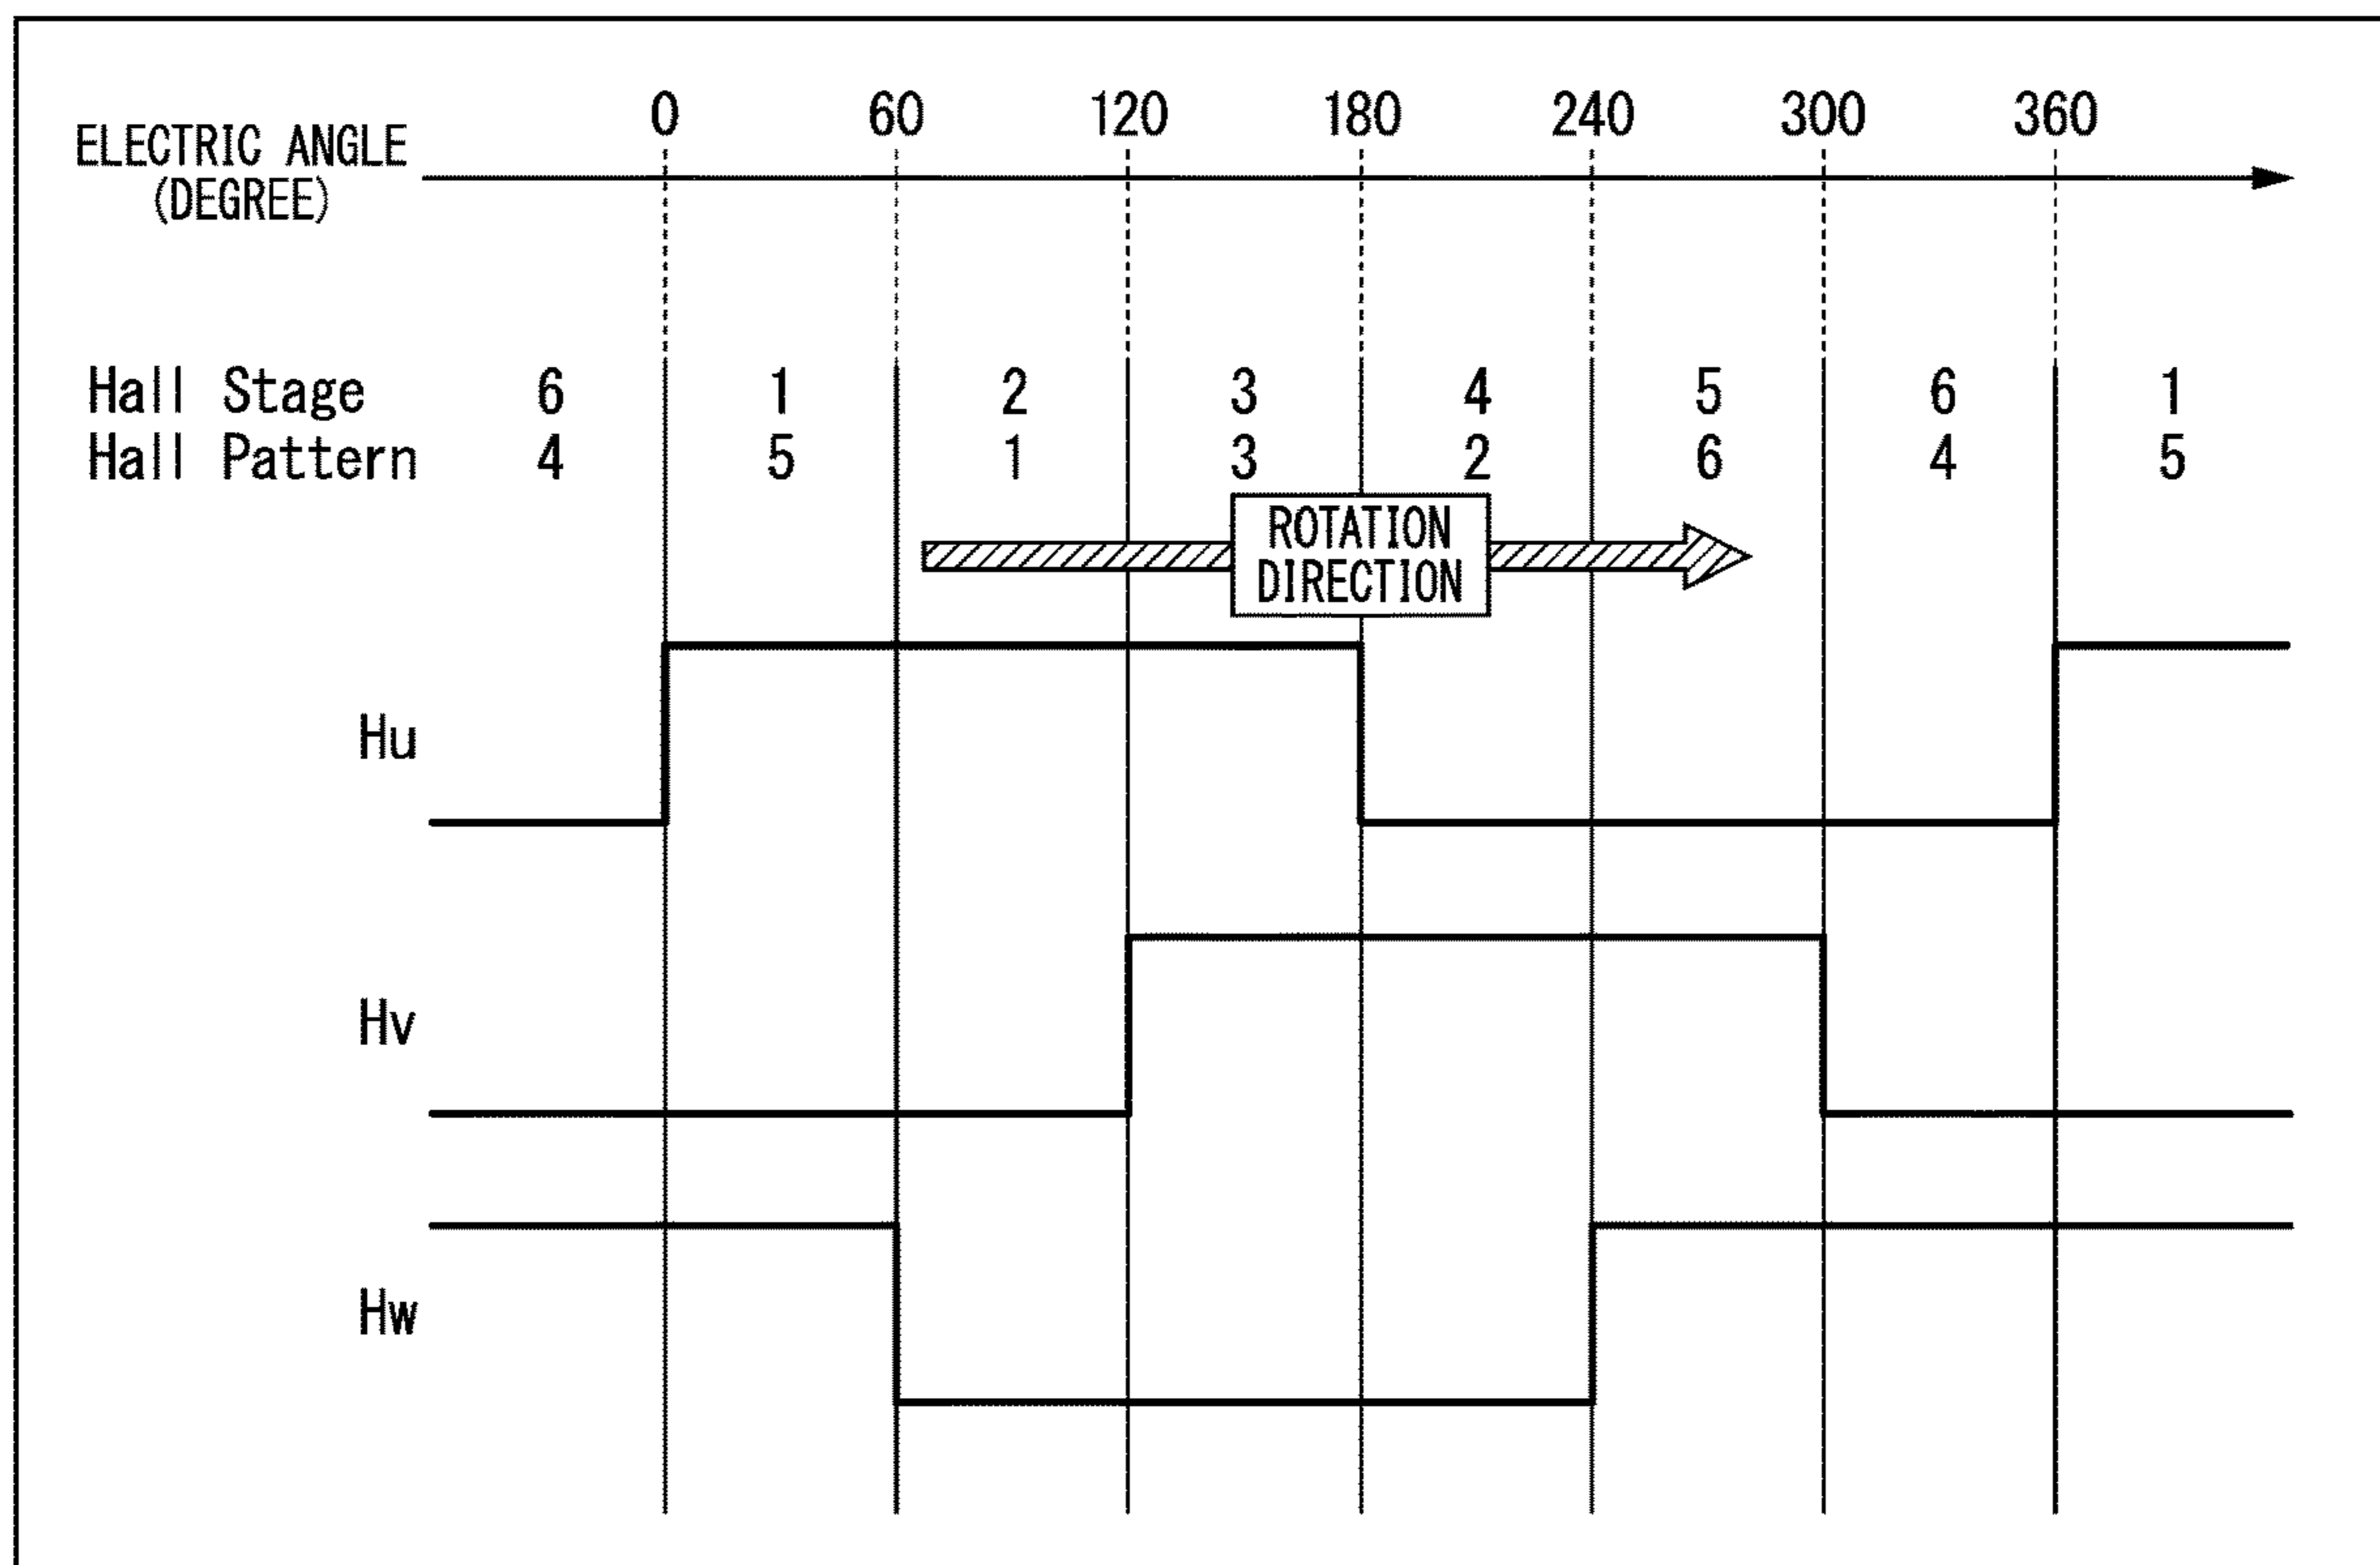 0 60 120 180 240 300 360
ELECTRIC ANGLE
(DEGREE)
Hall Stage 6 1 2 3 4 5 6 1
Hall Pattern 4 5 1 3 2 6 4 5
ROTATION
DIRECTION
Hu
Hv
Hw